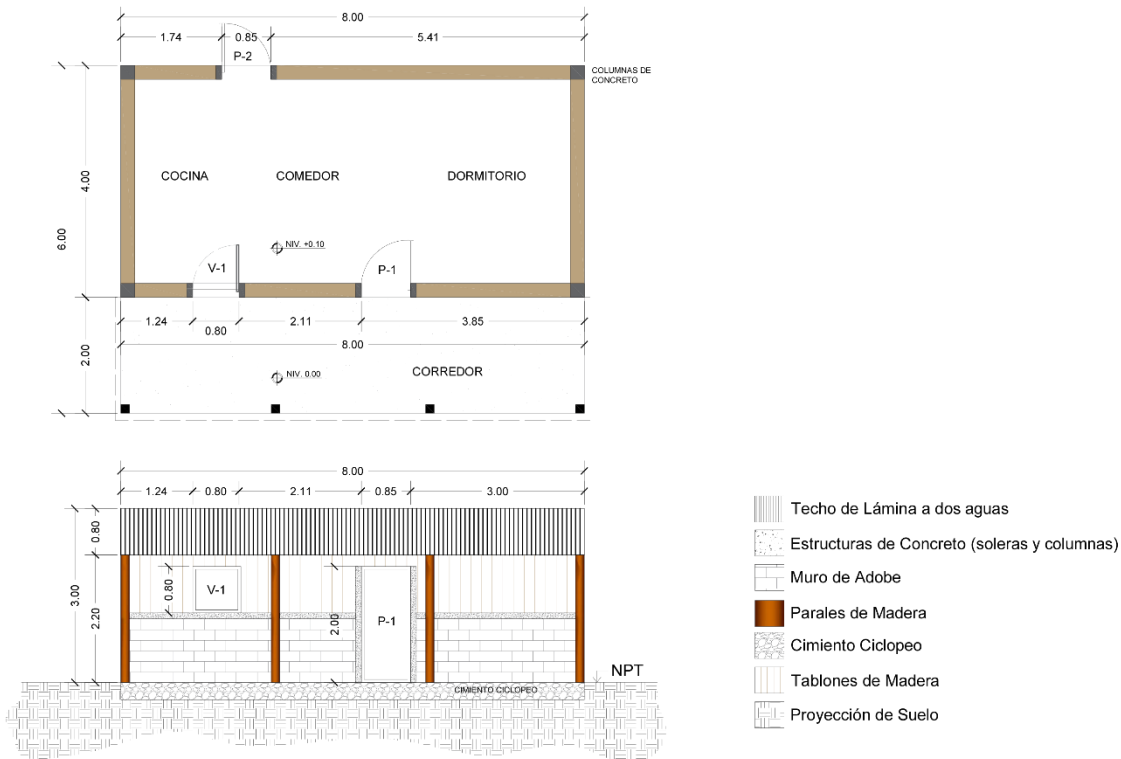 8.00
1.74
0.85
5.41
P-2
COLUMNAS DE
CONCRETO
4.00
6.00
COCINA
COMEDOR
DORMITORIO
NIV. +0.10
V-1
P-1
1.24
0.80
2.11
3.85
8.00
2.00
NIV. 0.00
CORREDOR
8.00
1.24
0.80
2.11
0.85
3.00
0.80
3.00
2.20
0.80
V-1
2.00
P-1
NPT
CIMIENTO CICLOPEO
Techo de Lámina a dos aguas
Estructuras de Concreto (soleras y columnas)
Muro de Adobe
Parales de Madera
Cimiento Ciclopeo
Tablones de Madera
Proyección de Suelo